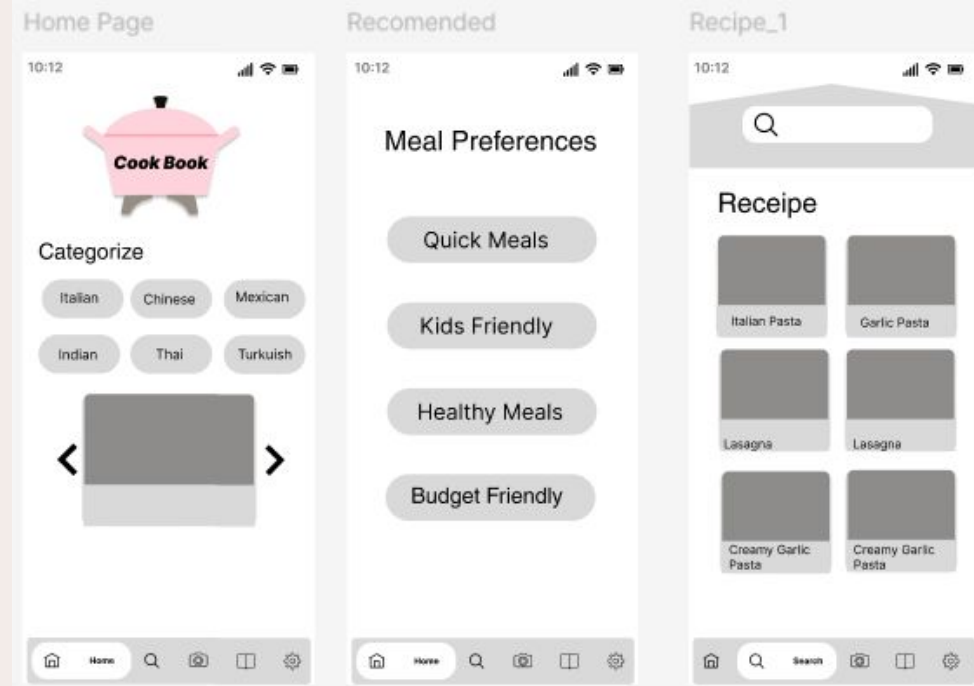 Home Page
10:12
Cook Book
Categorize
Italian
Chinese
Mexican
Indian
Thai
Turkuish
Home
Recomended
10:12
Meal Preferences
Quick Meals
Kids Friendly
Healthy Meals
Budget Friendly
Home
Recipe_1
10:12
Receipe
Italian Pasta
Garlic Pasta
Lasagna
Lasagna
Creamy Garlic
Pasta
Creamy Garlic
Pasta
Search